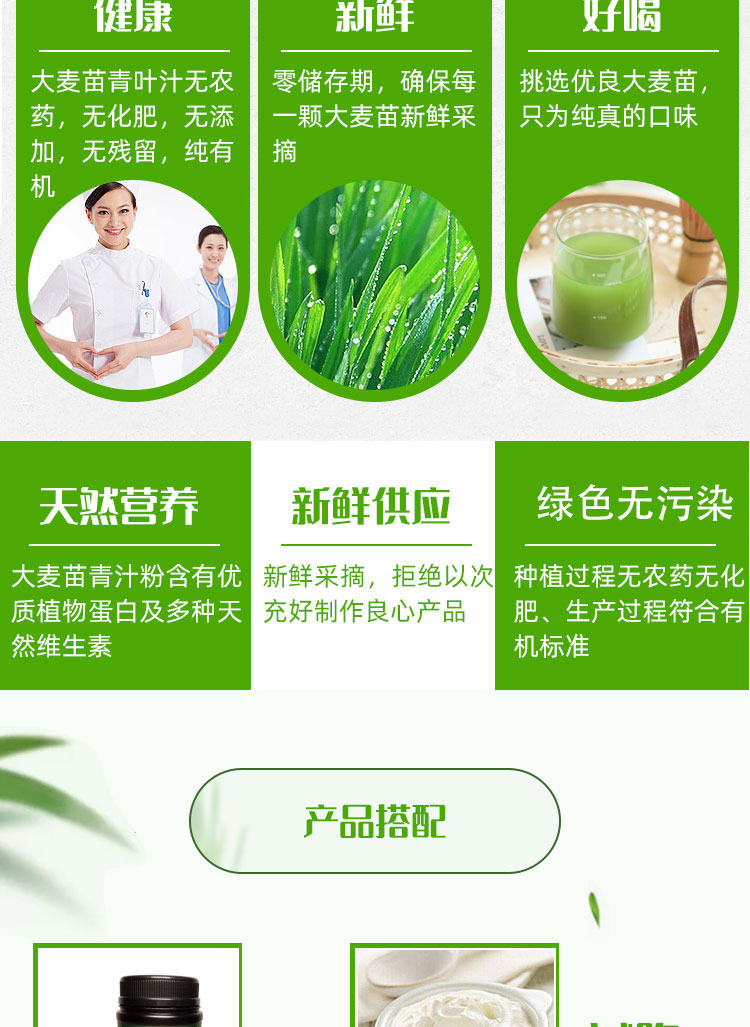 健康
大麦苗青叶汁无农
药，无化肥，无添
加，无残留，纯有
机
新鲜
零储存期，确保每
一颗大麦苗新鲜采
摘
好喝
挑选优良大麦苗，
只为纯真的口味
天然营养
大麦苗青汁粉含有优
质植物蛋白及多种天
然维生素
新鲜供应
新鲜采摘，拒绝以次
充好制作良心产品
绿色无污染
种植过程无农药无化
肥、生产过程符合有
机标准
产品搭配